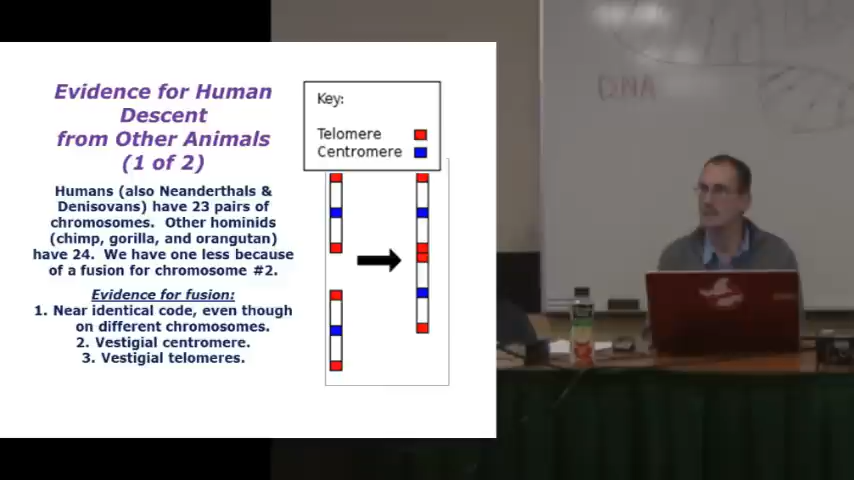 Evidence for Human
Descent
from Other Animals
(1 of 2)
Humans (also Neanderthals &
Denisovans) have 23 pairs of
chromosomes. Other hominids
(chimp, gorilla, and orangutan)
have 24. We have one less because
of a fusion for chromosome #2.
Evidence for fusion:
1. Near identical code, even though
on different chromosomes.
2. Vestigial centromere.
3. Vestigial telomeres.
Key:
Telomere
Centromere
DNA